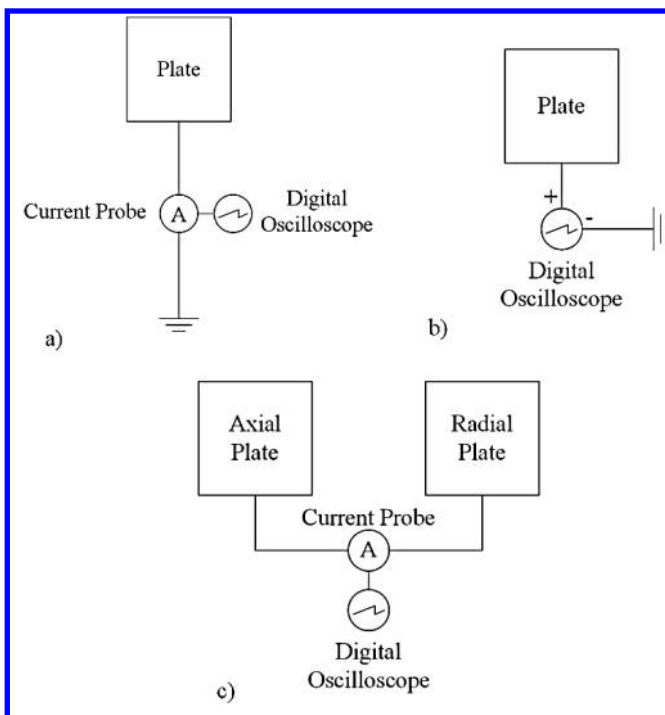 Plate
Current Probe
A
Digital
Oscilloscope
a)
Plate
+
-
Digital
Oscilloscope
b)
Axial
Plate
Radial
Plate
Current Probe
A
Digital
Oscilloscope
c)